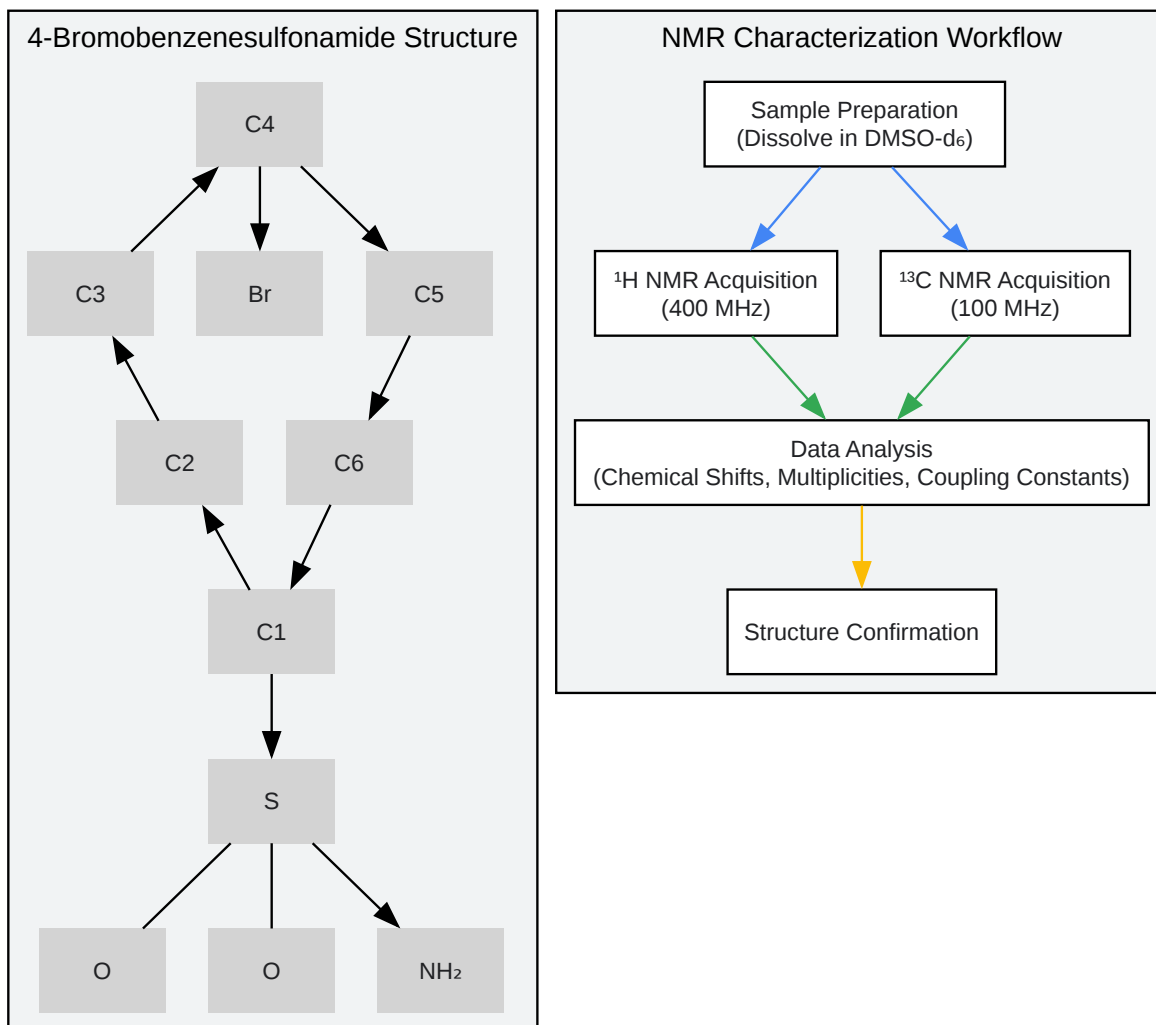 4-Bromobenzenesulfonamide Structure
C4
C3
Br
C5
C2
C6
C1
S
O
O
NH₂
NMR Characterization Workflow
Sample Preparation
(Dissolve in DMSO-d₆)
¹H NMR Acquisition
(400 MHz)
¹³C NMR Acquisition
(100 MHz)
Data Analysis
(Chemical Shifts, Multiplicities, Coupling Constants)
Structure Confirmation